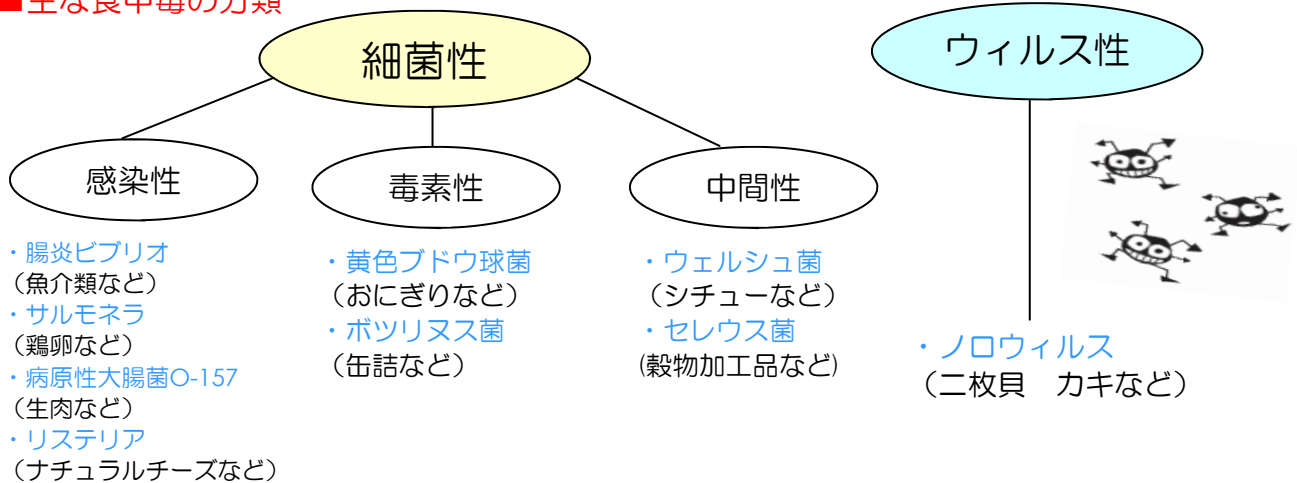 ■主な食中毒の分類
細菌性
ウィルス性
感染性
毒素性
中間性
・腸炎ビブリオ
（魚介類など）
・サルモネラ
（鶏卵など）
・病原性大腸菌O-157
（生肉など）
・リステリア
（ナチュラルチーズなど）
・黄色ブドウ球菌
（おにぎりなど）
・ボツリヌス菌
（缶詰など）
・ウェルシュ菌
（シチューなど）
・セレウス菌
(穀物加工品など)
・ノロウィルス
（二枚貝　カキなど）